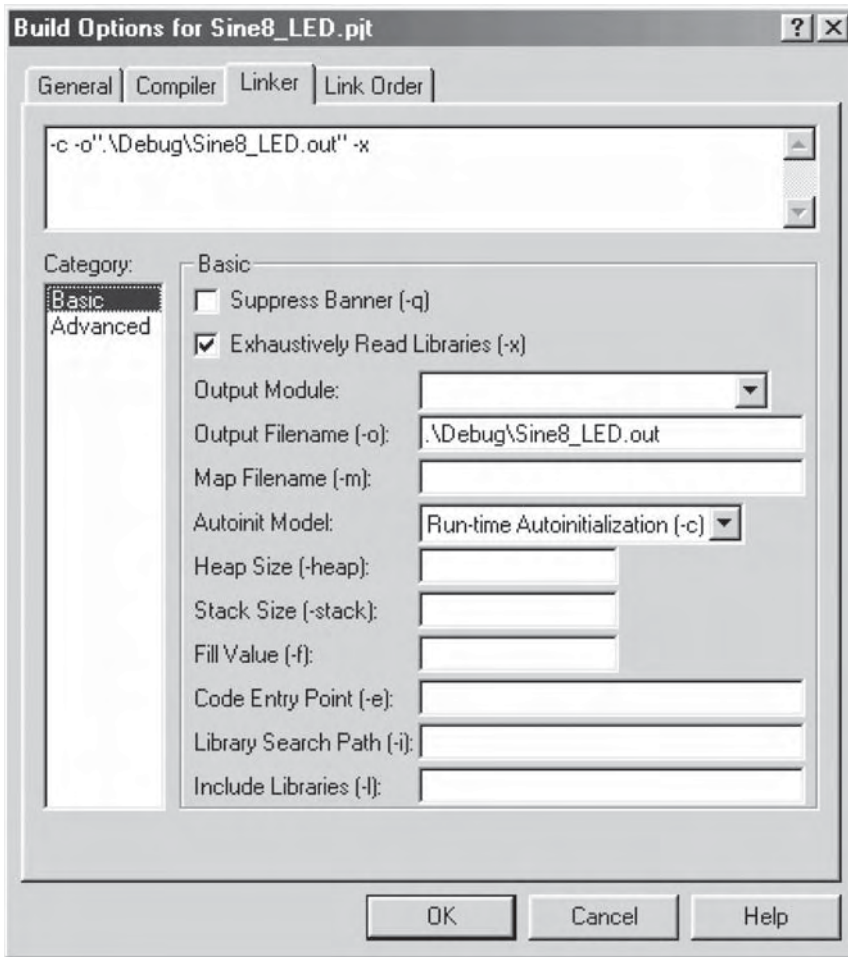 Build Options for Sine8_LED.pjt
General Compiler Linker Link Order
-c -o".\Debug\Sine8_LED.out" -x
Category:
Basic
Advanced
Basic
Suppress Banner (-q)
Exhaustively Read Libraries (-x)
Output Module:
Output Filename (-o): .\Debug\Sine8_LED.out
Map Filename (-m):
Autoinit Model: Run-time Autoinitialization (-c)
Heap Size (-heap):
Stack Size (-stack):
Fill Value (-f):
Code Entry Point (-e):
Library Search Path (-i):
Include Libraries (-l):
OK Cancel Help